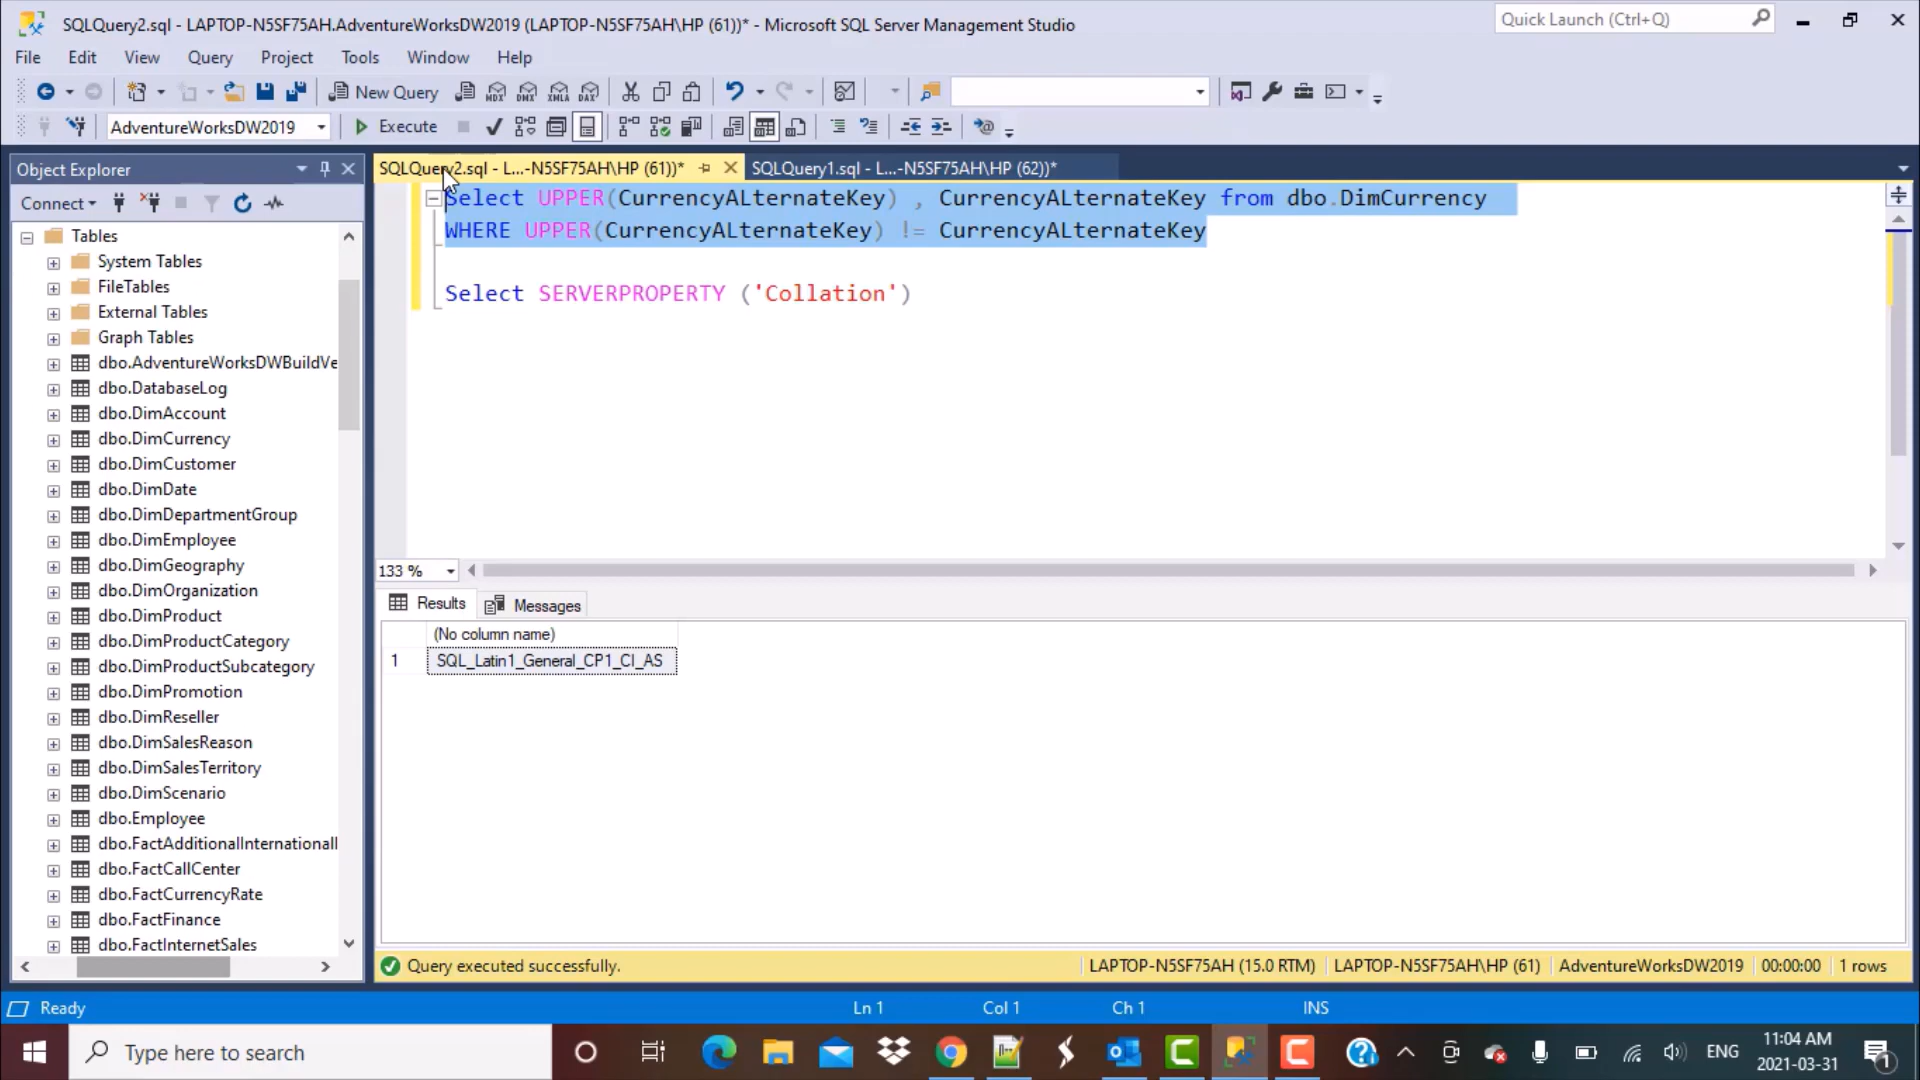 SQLQuery2.sql - LAPTOP-N5SF75AH.AdventureWorksDW2019 (LAPTOP-N5SF75AH\HP (61))* - Microsoft SQL Server Management Studio
Quick Launch (Ctrl+Q)
File Edit View Query Project Tools Window Help
New Query MDX DMX XMLA DAX
AdventureWorksDW2019 Execute
Object Explorer
SQLQuery2.sql - L...-N5SF75AH\HP (61))* SQLQuery1.sql - L...-N5SF75AH\HP (62))*
Connect
Select UPPER(CurrencyALternateKey) , CurrencyALternateKey from dbo.DimCurrency
WHERE UPPER(CurrencyALternateKey) != CurrencyALternateKey
Select SERVERPROPERTY ('Collation')
Tables
System Tables
FileTables
External Tables
Graph Tables
dbo.AdventureWorksDWBuildVe
dbo.DatabaseLog
dbo.DimAccount
dbo.DimCurrency
dbo.DimCustomer
dbo.DimDate
dbo.DimDepartmentGroup
dbo.DimEmployee
dbo.DimGeography
dbo.DimOrganization
dbo.DimProduct
dbo.DimProductCategory
dbo.DimProductSubcategory
dbo.DimPromotion
dbo.DimReseller
dbo.DimSalesReason
dbo.DimSalesTerritory
dbo.DimScenario
dbo.Employee
dbo.FactAdditionalInternationalI
dbo.FactCallCenter
dbo.FactCurrencyRate
dbo.FactFinance
dbo.FactInternetSales
133 %
Results Messages
(No column name)
1 SQL_Latin1_General_CP1_CI_AS
Query executed successfully. LAPTOP-N5SF75AH (15.0 RTM) LAPTOP-N5SF75AH\HP (61) AdventureWorksDW2019 00:00:00 1 rows
Ready Ln 1 Col 1 Ch 1 INS
Type here to search
ENG
11:04 AM
2021-03-31
1